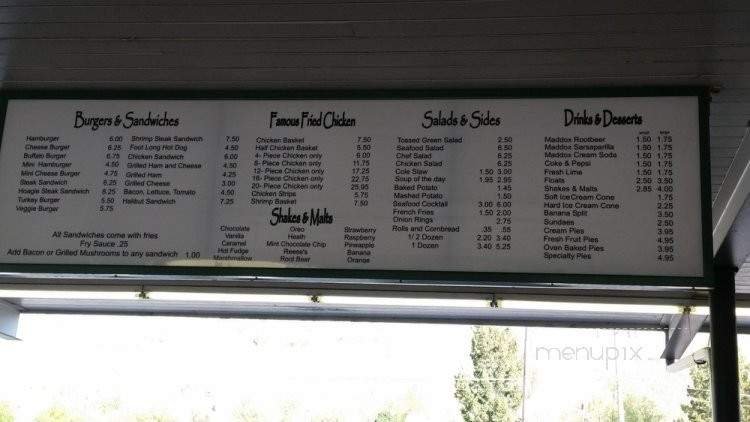 Burgers & Sandwiches
Hamburger 6.00
Cheese Burger 6.25
Buffalo Burger 6.75
Mini Hamburger 4.50
Mini Cheese Burger 4.75
Steak Sandwich 6.25
Hoagie Steak Sandwich 8.25
Turkey Burger 5.50
Veggie Burger 5.75
Shrimp Steak Sandwich 7.50
Foot Long Hot Dog 4.50
Chicken Sandwich 6.00
Grilled Ham and Cheese 4.50
Grilled Ham 4.25
Grilled Cheese 3.00
Bacon, Lettuce, Tomato 4.50
Halibut Sandwich 7.25
All Sandwiches come with fries
Fry Sauce .25
Add Bacon or Grilled Mushrooms to any sandwich 1.00
Famous Fried Chicken
Chicken Basket 7.50
Half Chicken Basket 5.50
4- Piece Chicken only 6.00
8- Piece Chicken only 11.75
12- Piece Chicken only 17.25
16- Piece Chicken only 22.75
20- Piece Chicken only 25.95
Chicken Strips 5.75
Shrimp Basket 7.50
Shakes & Malts
Chocolate Oreo Strawberry
Vanilla Heath Raspberry
Caramel Mint Chocolate Chip Pineapple
Hot Fudge Reese's Banana
Marshmallow Root Beer Orange
Salads & Sides
Tossed Green Salad 2.50
Seafood Salad 6.50
Chef Salad 6.25
Chicken Salad 6.25
Cole Slaw 1.50 3.00
Soup of the day 1.95 2.95
Baked Potato 1.45
Mashed Potato 1.50
Seafood Cocktail 3.00 6.00
French Fries 1.50 2.00
Onion Rings 2.75
Rolls and Cornbread .35 .55
1/ 2 Dozen 2.20 3.40
1 Dozen 3.40 5.25
Drinks & Desserts
Maddox Rootbeer 1.50 1.75
Maddox Sarsaparilla 1.50 1.75
Maddox Cream Soda 1.50 1.75
Coke & Pepsi 1.50 1.75
Fresh Lime 1.50 1.75
Floats 2.50 3.50
Shakes & Malts 2.85 4.00
Soft Ice Cream Cone 1.75
Hard Ice Cream Cone 2.25
Banana Split 3.50
Sundaes 2.50
Cream Pies 3.95
Fresh Fruit Pies 4.95
Oven Baked Pies 3.95
Specialty Pies 4.95
menupix